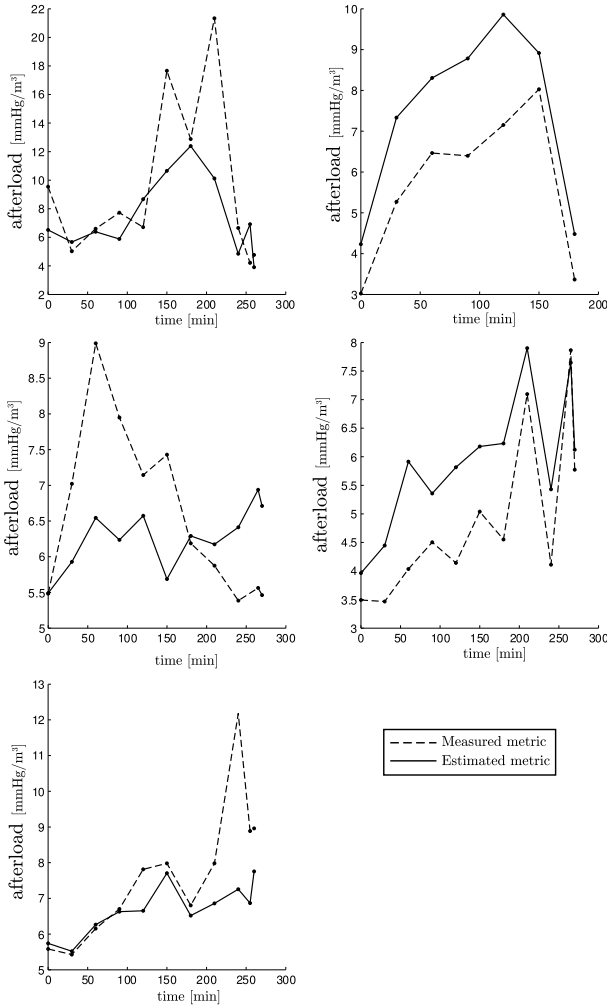 22
20
18
16
14
12
10
8
6
4
2
afterload [mmHg/m³]
0 50 100 150 200 250 300
time [min]
10
9
8
7
6
5
4
3
afterload [mmHg/m³]
0 50 100 150 200
time [min]
9
8.5
8
7.5
7
6.5
6
5.5
5
afterload [mmHg/m³]
0 50 100 150 200 250 300
time [min]
8
7.5
7
6.5
6
5.5
5
4.5
4
3.5
3
afterload [mmHg/m³]
0 50 100 150 200 250 300
time [min]
13
12
11
10
9
8
7
6
5
afterload [mmHg/m³]
0 50 100 150 200 250 300
time [min]
Measured metric
Estimated metric